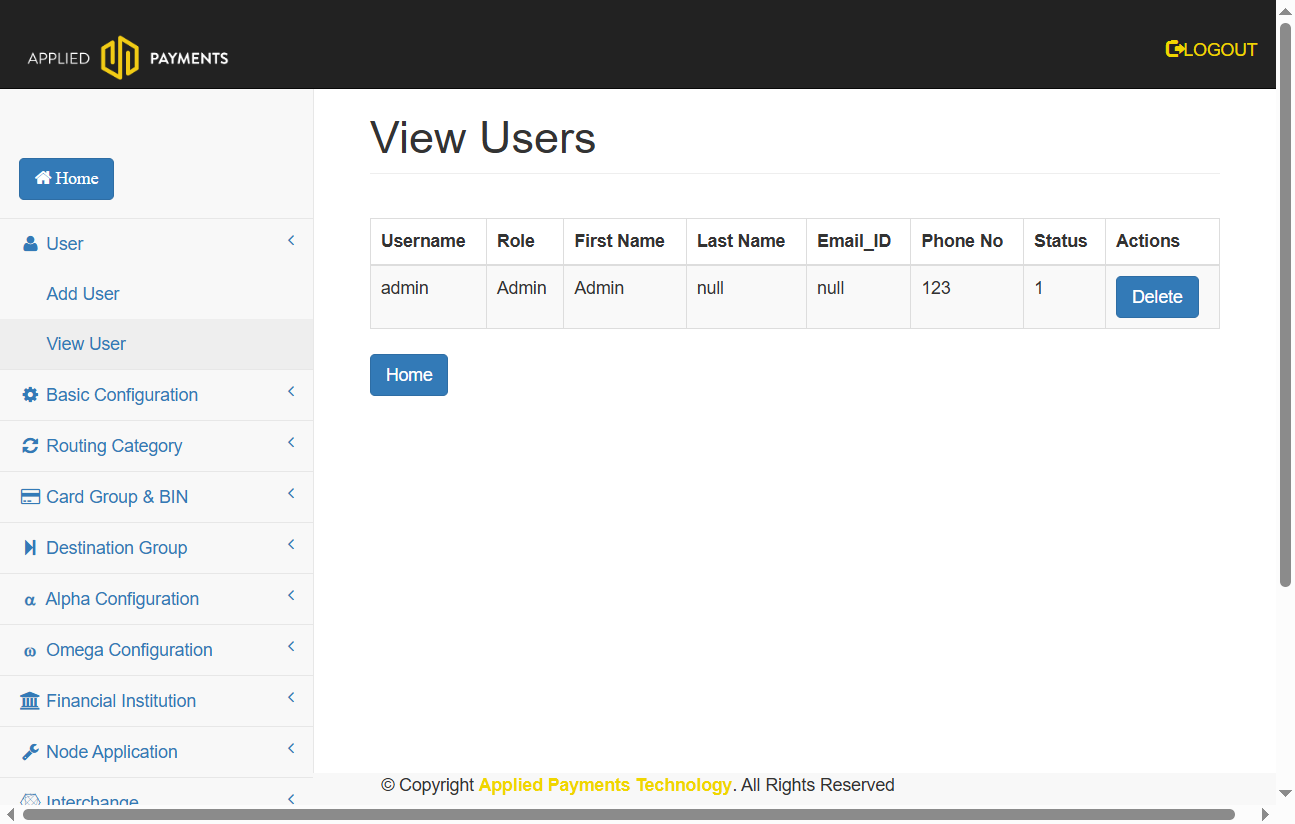 APPLIED PAYMENTS
LOGOUT
Home
User
Add User
View User
Basic Configuration
Routing Category
Card Group & BIN
Destination Group
α Alpha Configuration
ω Omega Configuration
Financial Institution
Node Application
Interchange
View Users
Username Role First Name Last Name Email_ID Phone No Status Actions
admin Admin Admin null null 123 1 Delete
Home
© Copyright Applied Payments Technology. All Rights Reserved